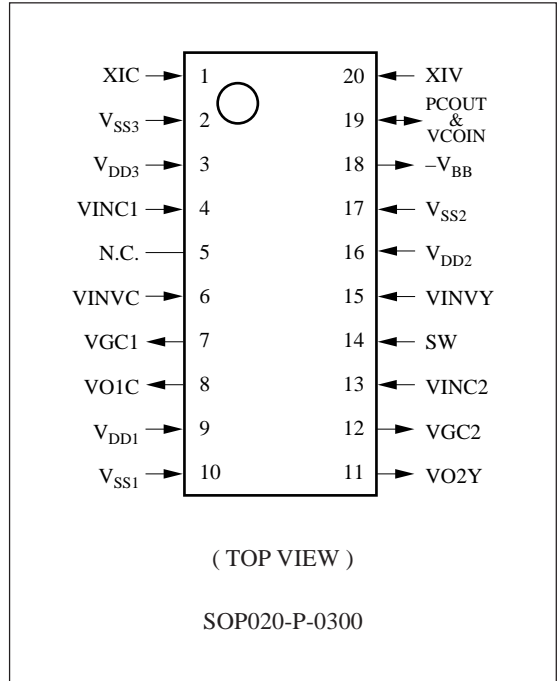 XIC 1 20 XIV
VSS3 2 19 PCOUT & VCOIN
VDD3 3 18 –VBB
VINC1 4 17 VSS2
N.C. 5 16 VDD2
VINVC 6 15 VINVY
VGC1 7 14 SW
VO1C 8 13 VINC2
VDD1 9 12 VGC2
VSS1 10 11 VO2Y
( TOP VIEW )
SOP020-P-0300